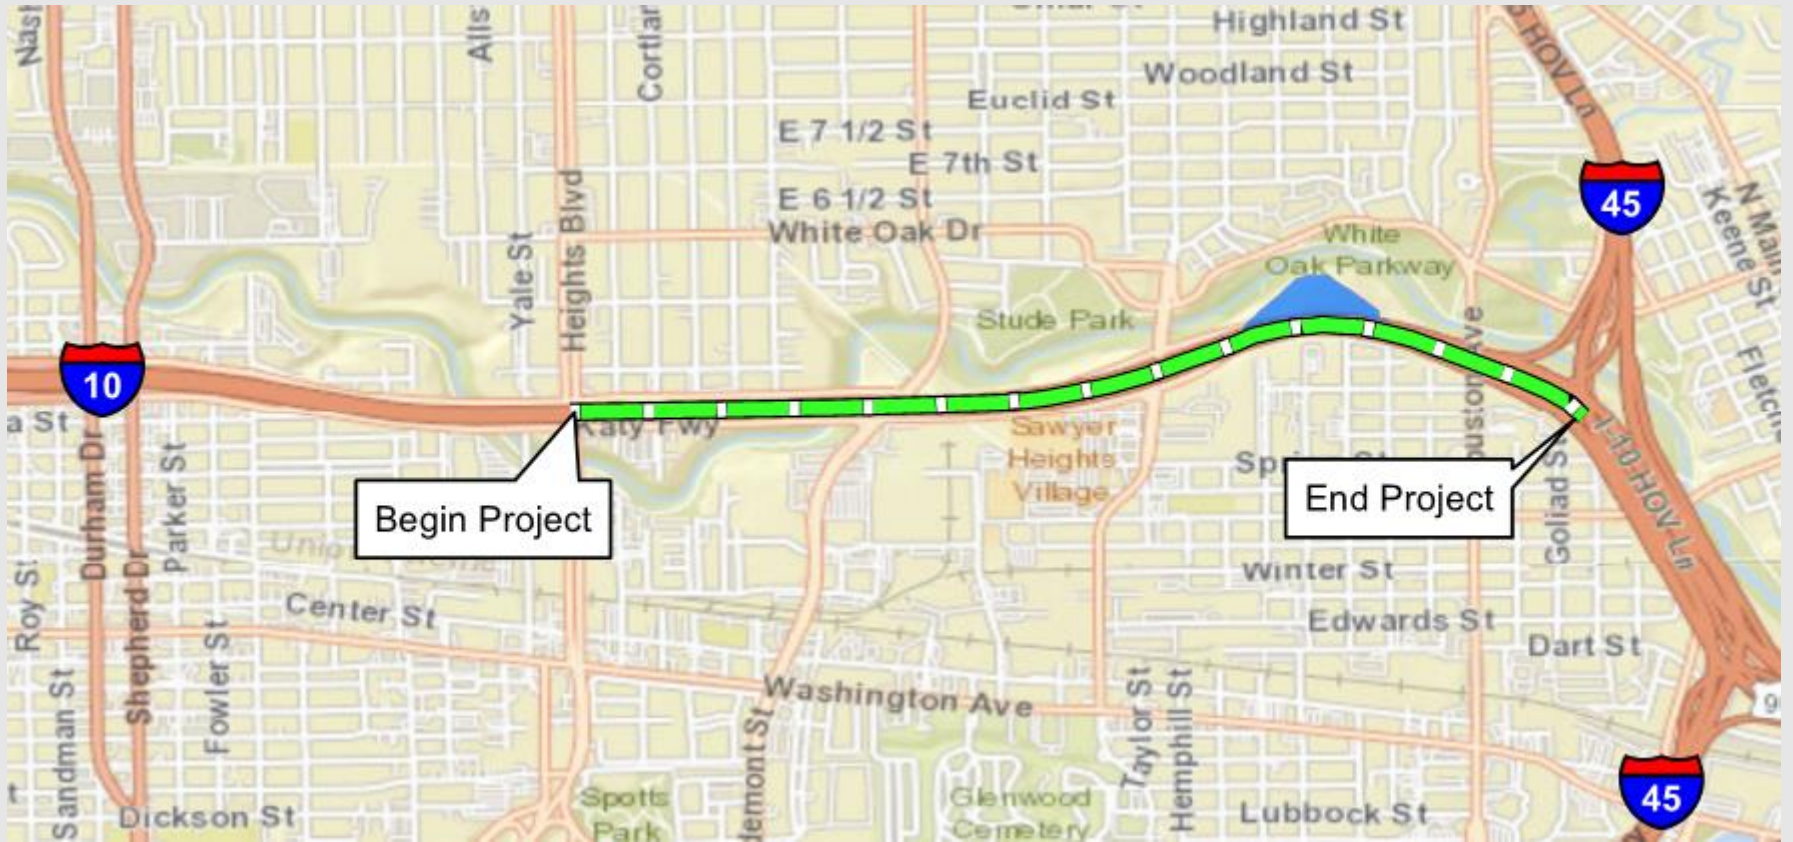 Highland St
Woodland St
Euclid St
E 7 1/2 St
E 7th St
E 6 1/2 St
White Oak Dr
HOV Ln
45
N Main
Keene St
White
Oak Parkway
Yale St
Heights Blvd
Stude Park
10
a St
Katy Fwy
Sawyer
Heights
Village
Durham Dr
Shepherd Dr
Parker St
Begin Project
End Project
Goliad St
I-10 HOV Ln
Winter St
Edwards St
Dart St
Center St
Roy St
Fowler St
Sandman St
Washington Ave
Taylor St
Hemphill St
Dickson St
Spotts
Park
Glenwood
Cemetery
Lubbock St
45
9